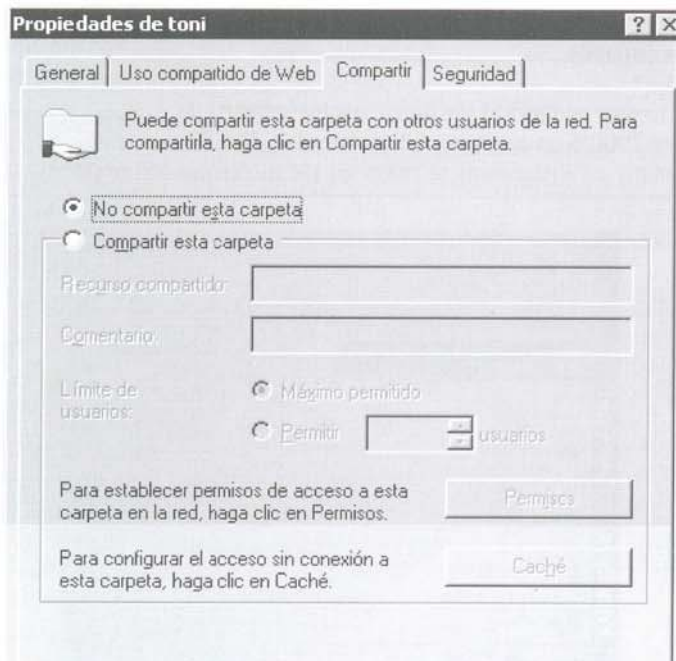 Propiedades de toni
General Uso compartido de Web Compartir Seguridad
Puede compartir esta carpeta con otros usuarios de la red. Para
compartirla, haga clic en Compartir esta carpeta.
No compartir esta carpeta
Compartir esta carpeta
Recurso compartido:
Comentario:
Límite de
usuarios:
Máximo permitido
Permitir
usuarios
Para establecer permisos de acceso a esta
carpeta en la red, haga clic en Permisos.
Permisos
Para configurar el acceso sin conexión a
esta carpeta, haga clic en Caché.
Caché